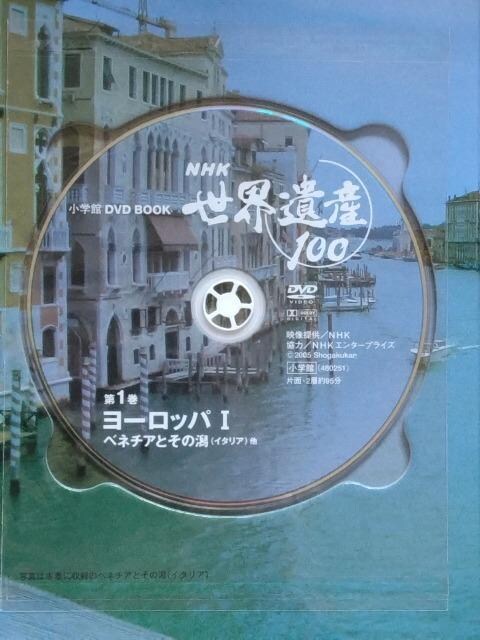 NHK
小学館 DVD BOOK
世界遺産
100
DVD
VIDEO
DOLBY
DIGITAL
映像提供/NHK
協力/NHKエンタープライズ
© 2005 Shogakukan
小学館 (480251)
片面・2層約95分
第1巻
ヨーロッパ I
ベネチアとその潟(イタリア) 他
写真は本巻に収録のベネチアとその潟(イタリア)